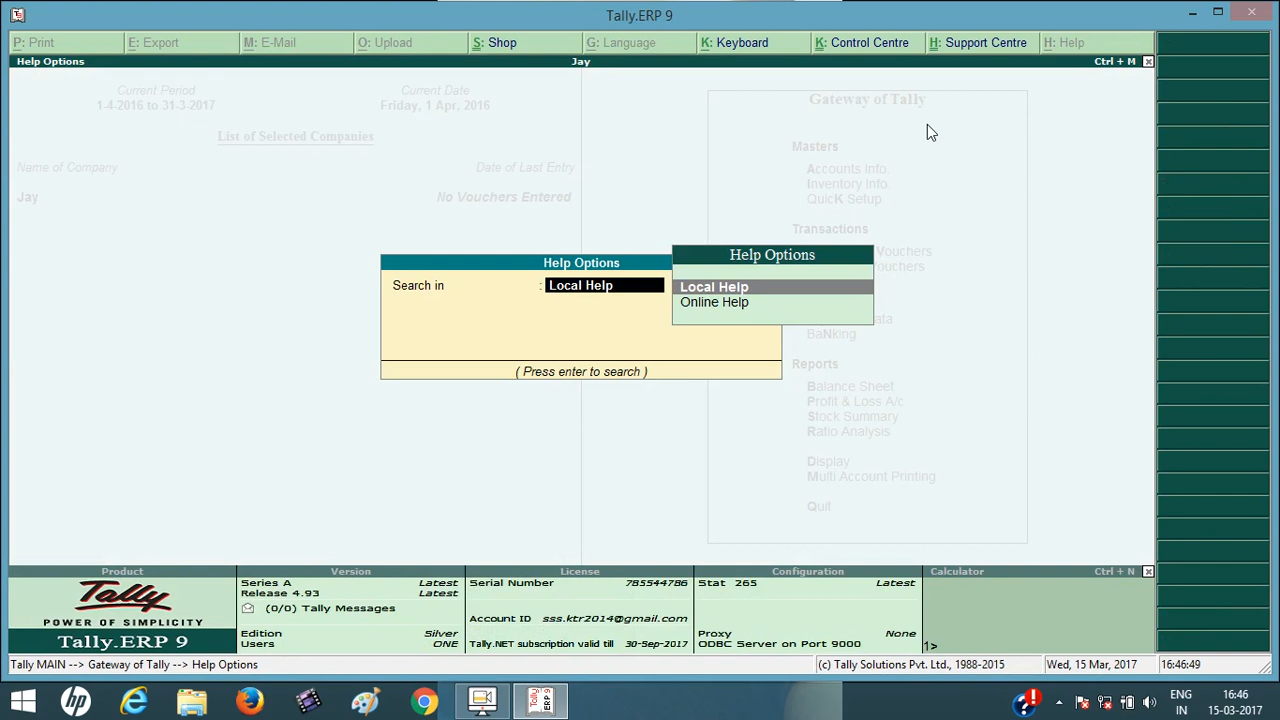 Tally.ERP 9
P: Print
E: Export
M: E-Mail
O: Upload
S: Shop
G: Language
K: Keyboard
K: Control Centre
H: Support Centre
H: Help
Help Options
Jay
Ctrl + M
Current Period
1-4-2016 to 31-3-2017
Current Date
Friday, 1 Apr, 2016
List of Selected Companies
Name of Company
Date of Last Entry
Jay
No Vouchers Entered
Gateway of Tally
Masters
Accounts Info.
Inventory Info.
QuicK Setup
Transactions
Vouchers
BaNking
Reports
Balance Sheet
Profit & Loss A/c
Stock Summary
Ratio Analysis
Display
Multi Account Printing
Quit
Help Options
Search in : Local Help
( Press enter to search )
Help Options
Local Help
Online Help
Product
Tally
POWER OF SIMPLICITY
Tally.ERP 9
Version
Series A Latest
Release 4.93 Latest
(0/0) Tally Messages
Edition Silver
Users ONE
License
Serial Number 785544786
Account ID sss.ktr2014@gmail.com
Tally.NET subscription valid till 30-Sep-2017
Configuration
Stat 265 Latest
Proxy None
ODBC Server on Port 9000
Calculator Ctrl + N
1>
Tally MAIN --> Gateway of Tally --> Help Options
(c) Tally Solutions Pvt. Ltd., 1988-2015
Wed, 15 Mar, 2017
16:46:49
ENG
IN
16:46
15-03-2017